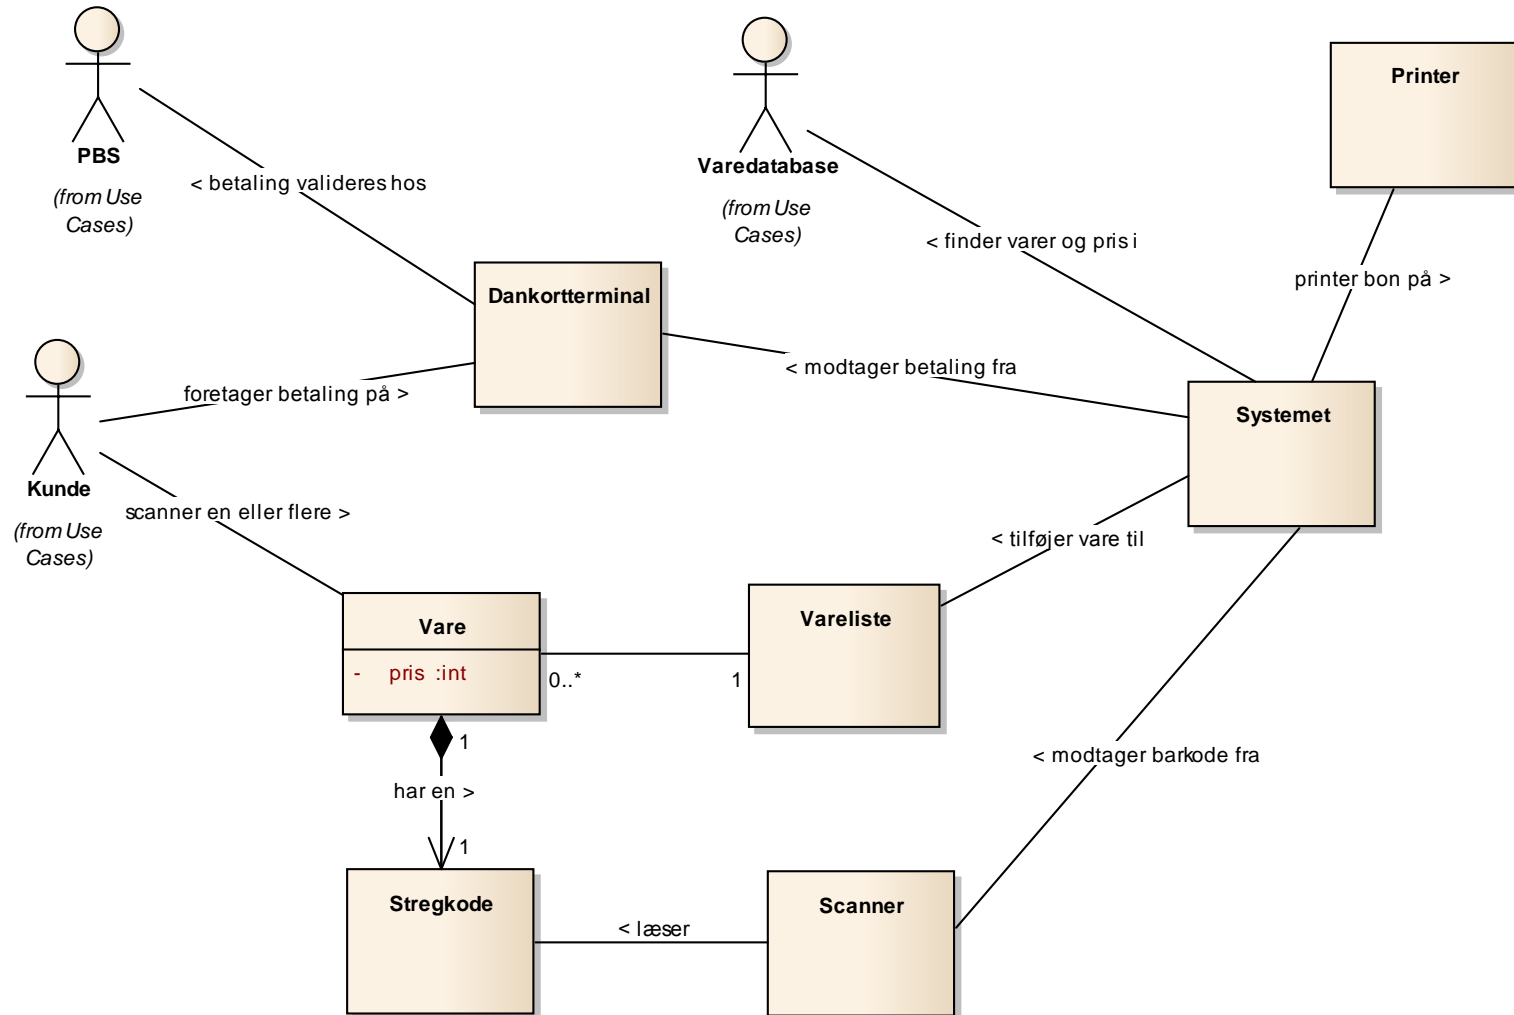 Printer
PBS
(from Use
Cases)
Varedatabase
(from Use
Cases)
< betaling valideres hos
< finder varer og pris i
printer bon på >
Dankortterminal
< modtager betaling fra
foretager betaling på >
Systemet
Kunde
(from Use
Cases)
scanner en eller flere >
< tilføjer vare til
Vare
- pris :int
0..*
1
Vareliste
1
har en >
1
< modtager barkode fra
Stregkode
< læser
Scanner